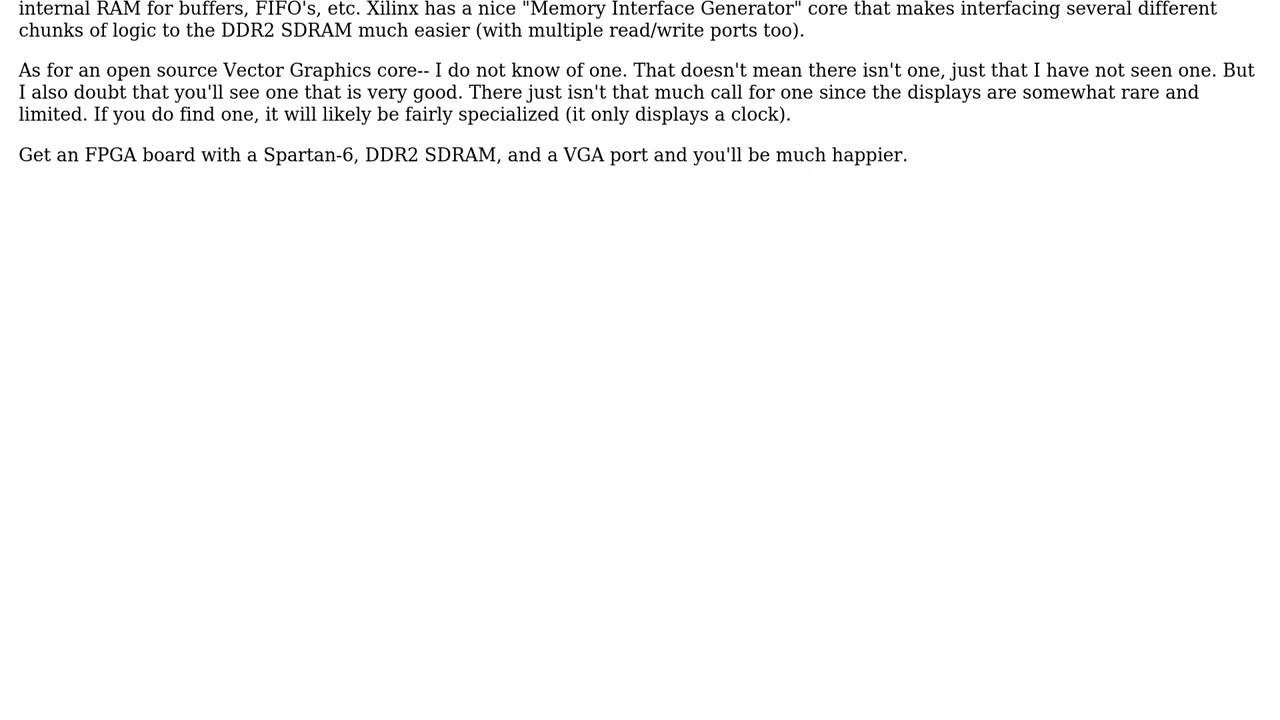 internal RAM for buffers, FIFO's, etc. Xilinx has a nice "Memory Interface Generator" core that makes interfacing several different
chunks of logic to the DDR2 SDRAM much easier (with multiple read/write ports too).
As for an open source Vector Graphics core-- I do not know of one. That doesn't mean there isn't one, just that I have not seen one. But
I also doubt that you'll see one that is very good. There just isn't that much call for one since the displays are somewhat rare and
limited. If you do find one, it will likely be fairly specialized (it only displays a clock).
Get an FPGA board with a Spartan-6, DDR2 SDRAM, and a VGA port and you'll be much happier.